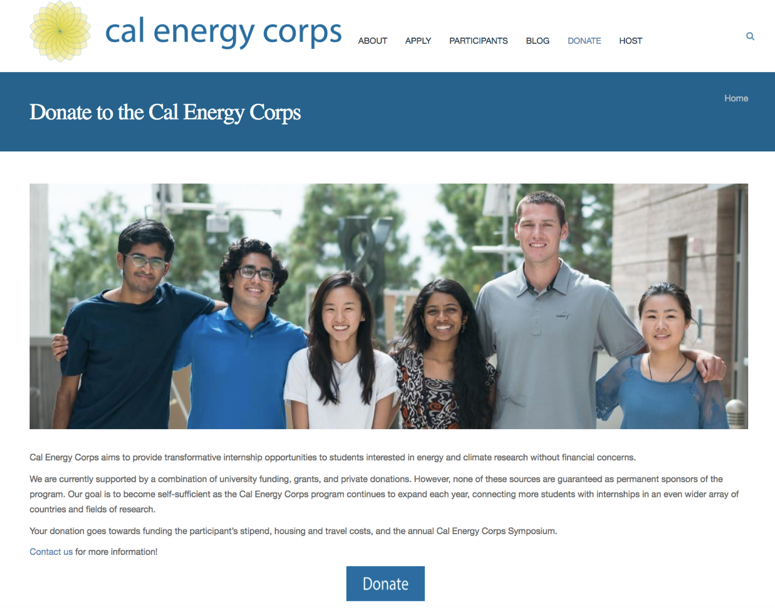 cal energy corps
ABOUT APPLY PARTICIPANTS BLOG DONATE HOST
Home
Donate to the Cal Energy Corps
Cal Energy Corps aims to provide transformative internship opportunities to students interested in energy and climate research without financial concerns.
We are currently supported by a combination of university funding, grants, and private donations. However, none of these sources are guaranteed as permanent sponsors of the
program. Our goal is to become self-sufficient as the Cal Energy Corps program continues to expand each year, connecting more students with internships in an even wider array of
countries and fields of research.
Your donation goes towards funding the participant's stipend, housing and travel costs, and the annual Cal Energy Corps Symposium.
Contact us for more information!
Donate